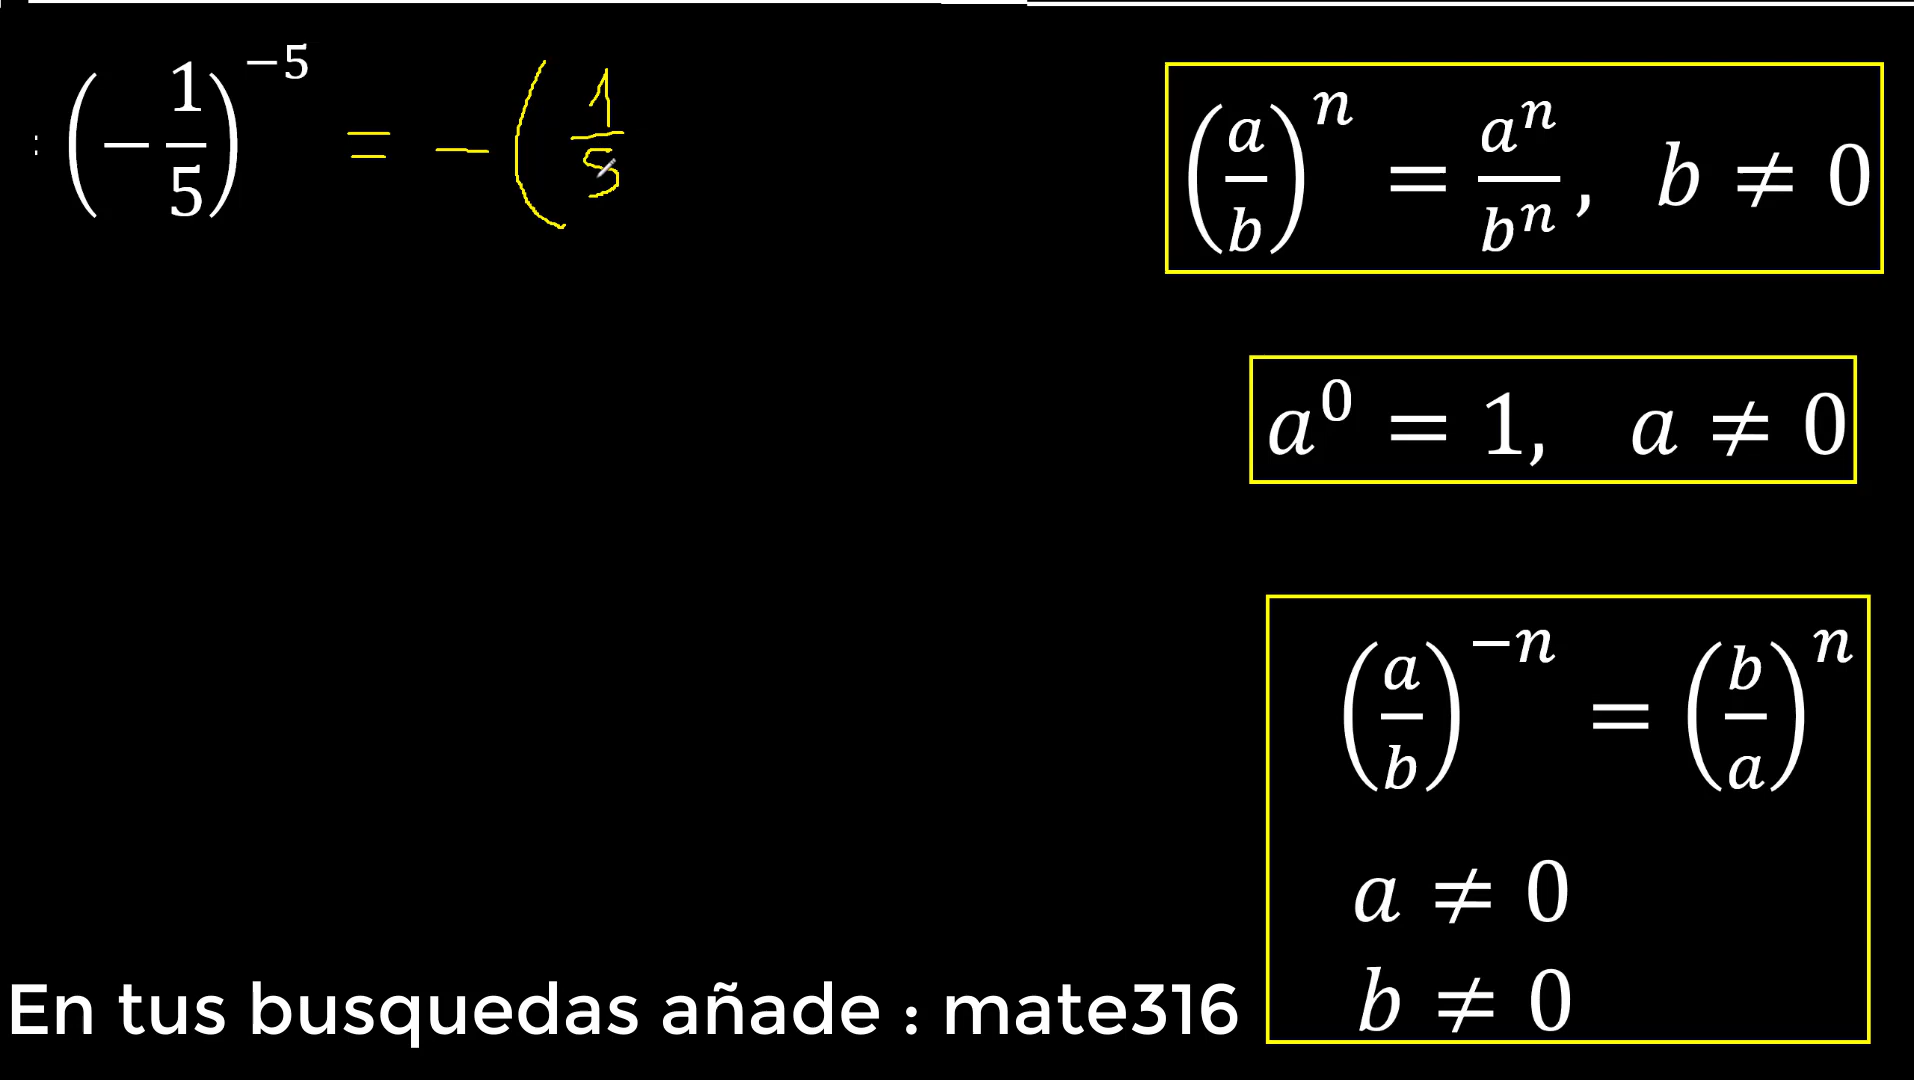 : (−1/5)^−5 = − (1/5
(a/b)^n = a^n/b^n, b ≠ 0
a^0 = 1, a ≠ 0
(a/b)^−n = (b/a)^n
a ≠ 0
b ≠ 0
En tus busquedas añade : mate316